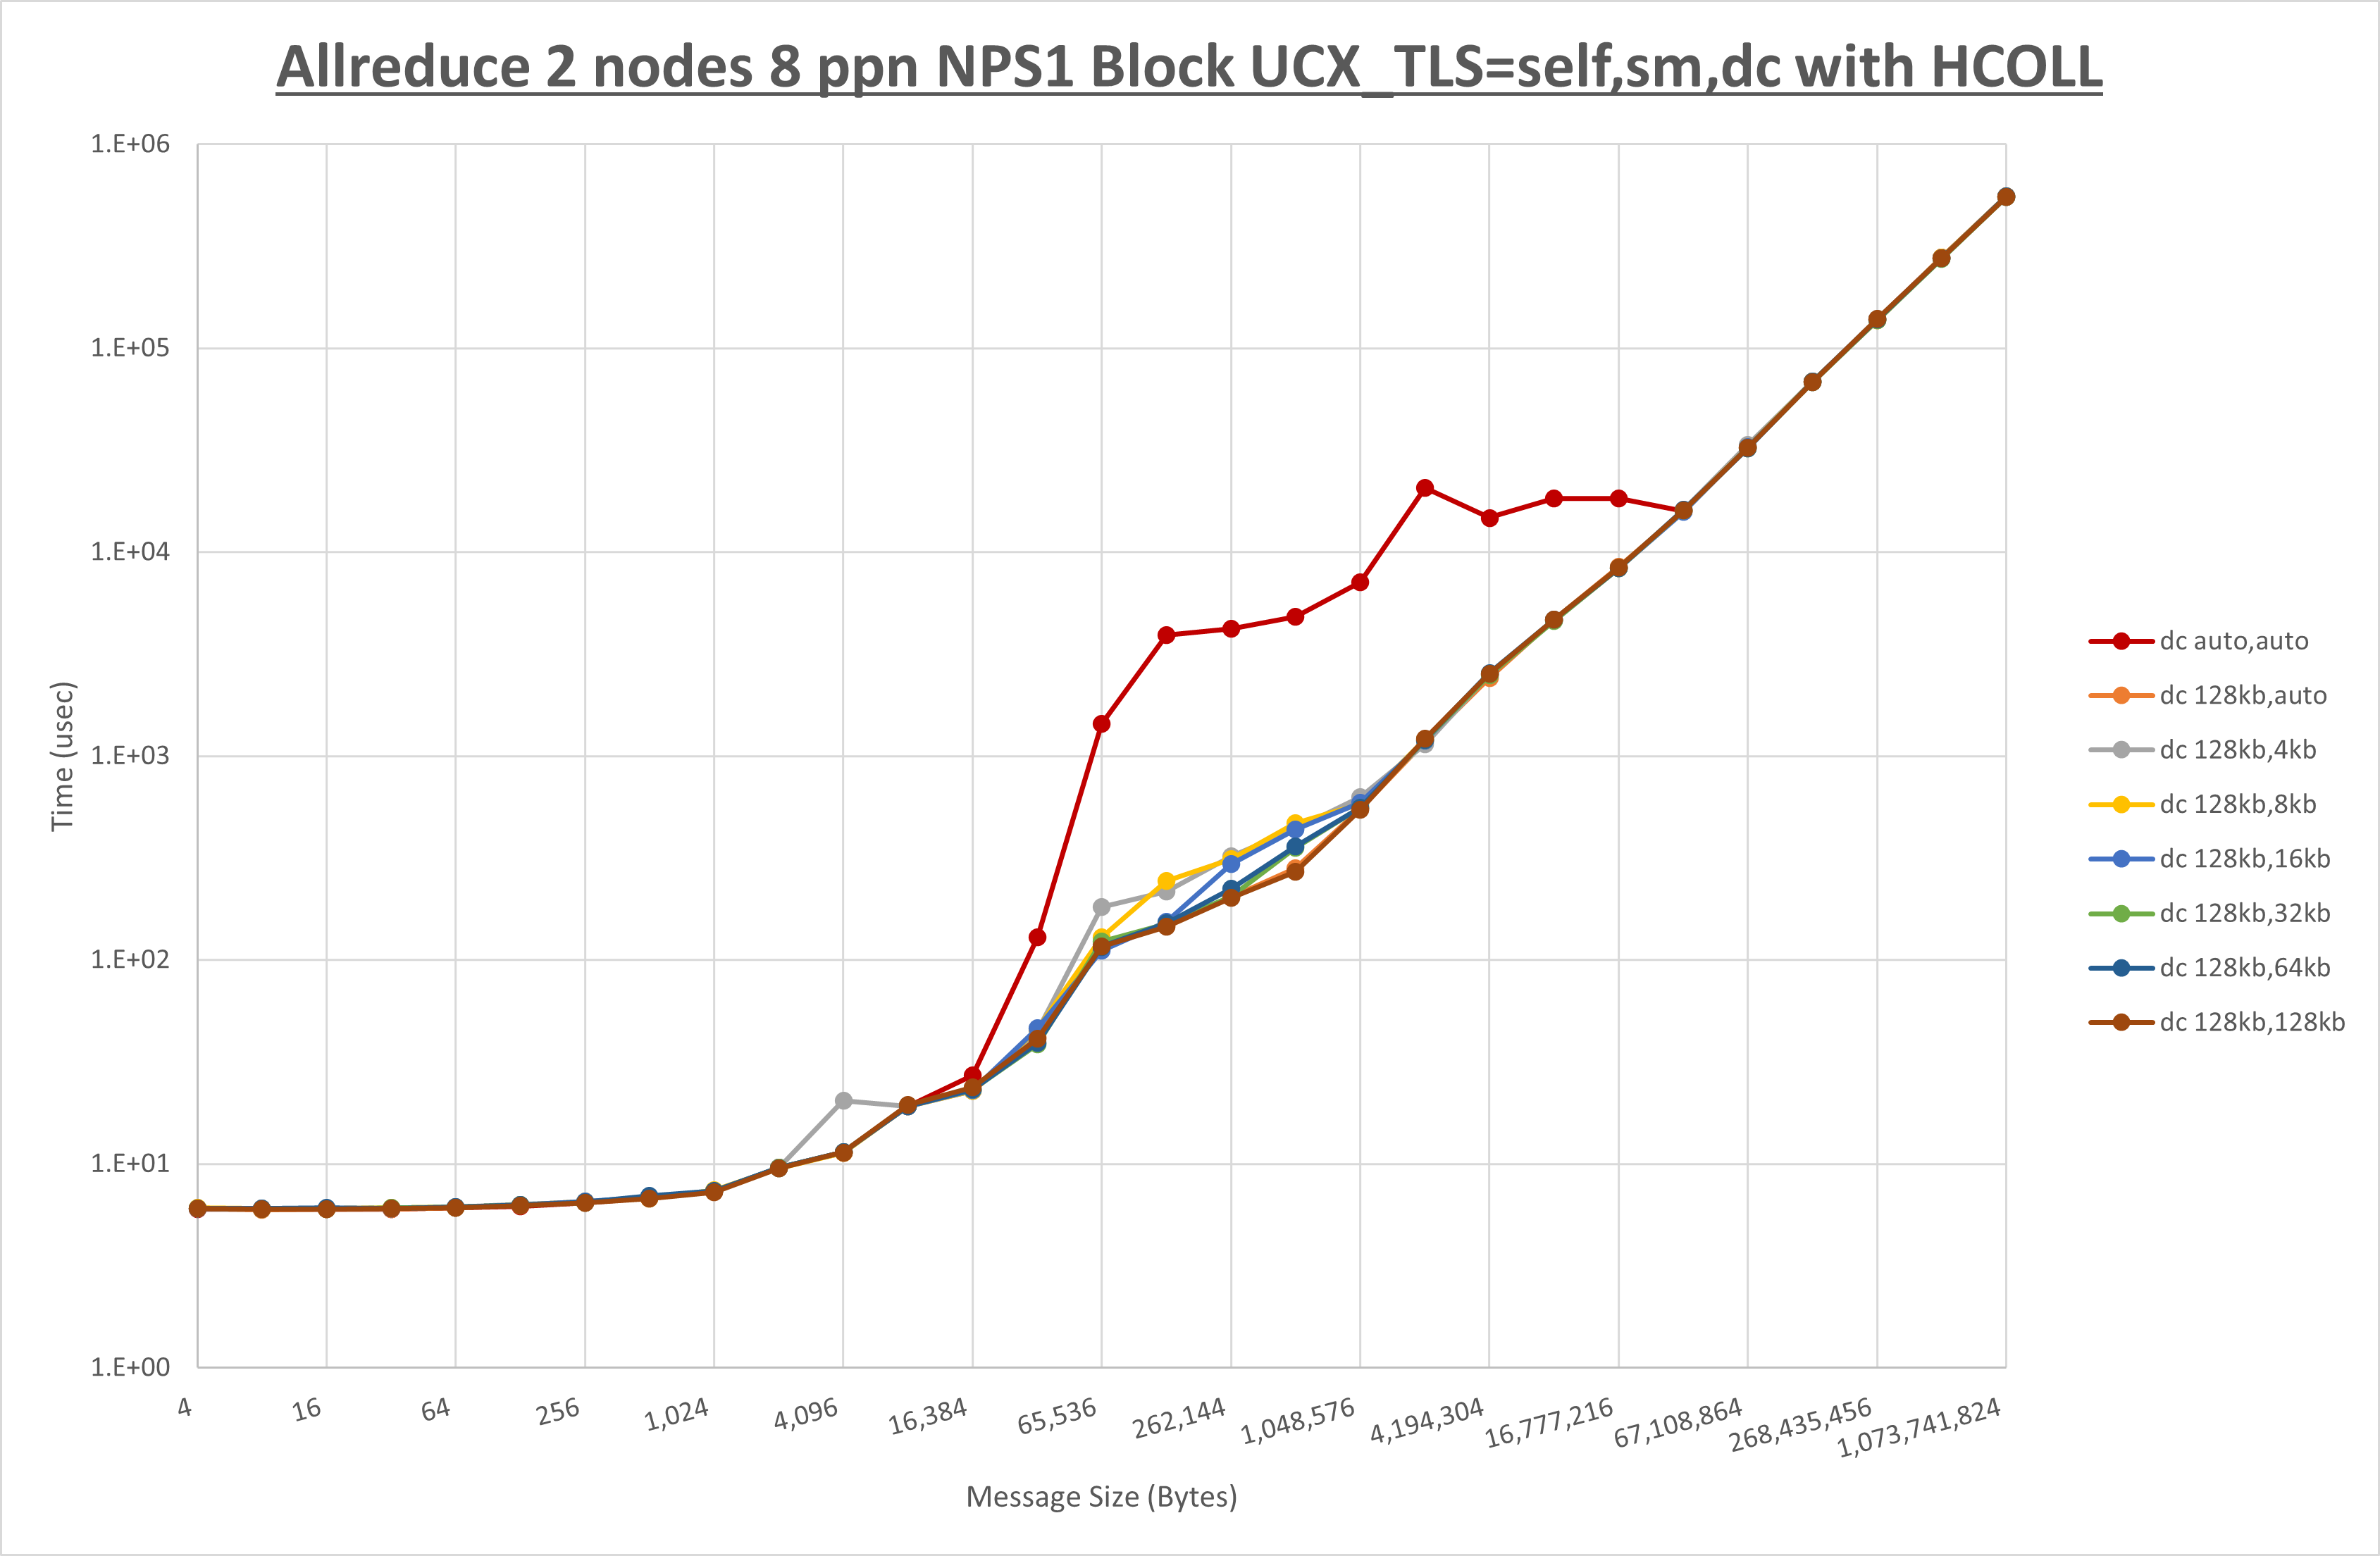 Allreduce 2 nodes 8 ppn NPS1 Block UCX_TLS=self,sm,dc with HCOLL
1.E+06
1.E+05
1.E+04
1.E+03
1.E+02
1.E+01
1.E+00
Time (usec)
4
16
64
256
1,024
4,096
16,384
65,536
262,144
1,048,576
4,194,304
16,777,216
67,108,864
268,435,456
1,073,741,824
Message Size (Bytes)
dc auto,auto
dc 128kb,auto
dc 128kb,4kb
dc 128kb,8kb
dc 128kb,16kb
dc 128kb,32kb
dc 128kb,64kb
dc 128kb,128kb